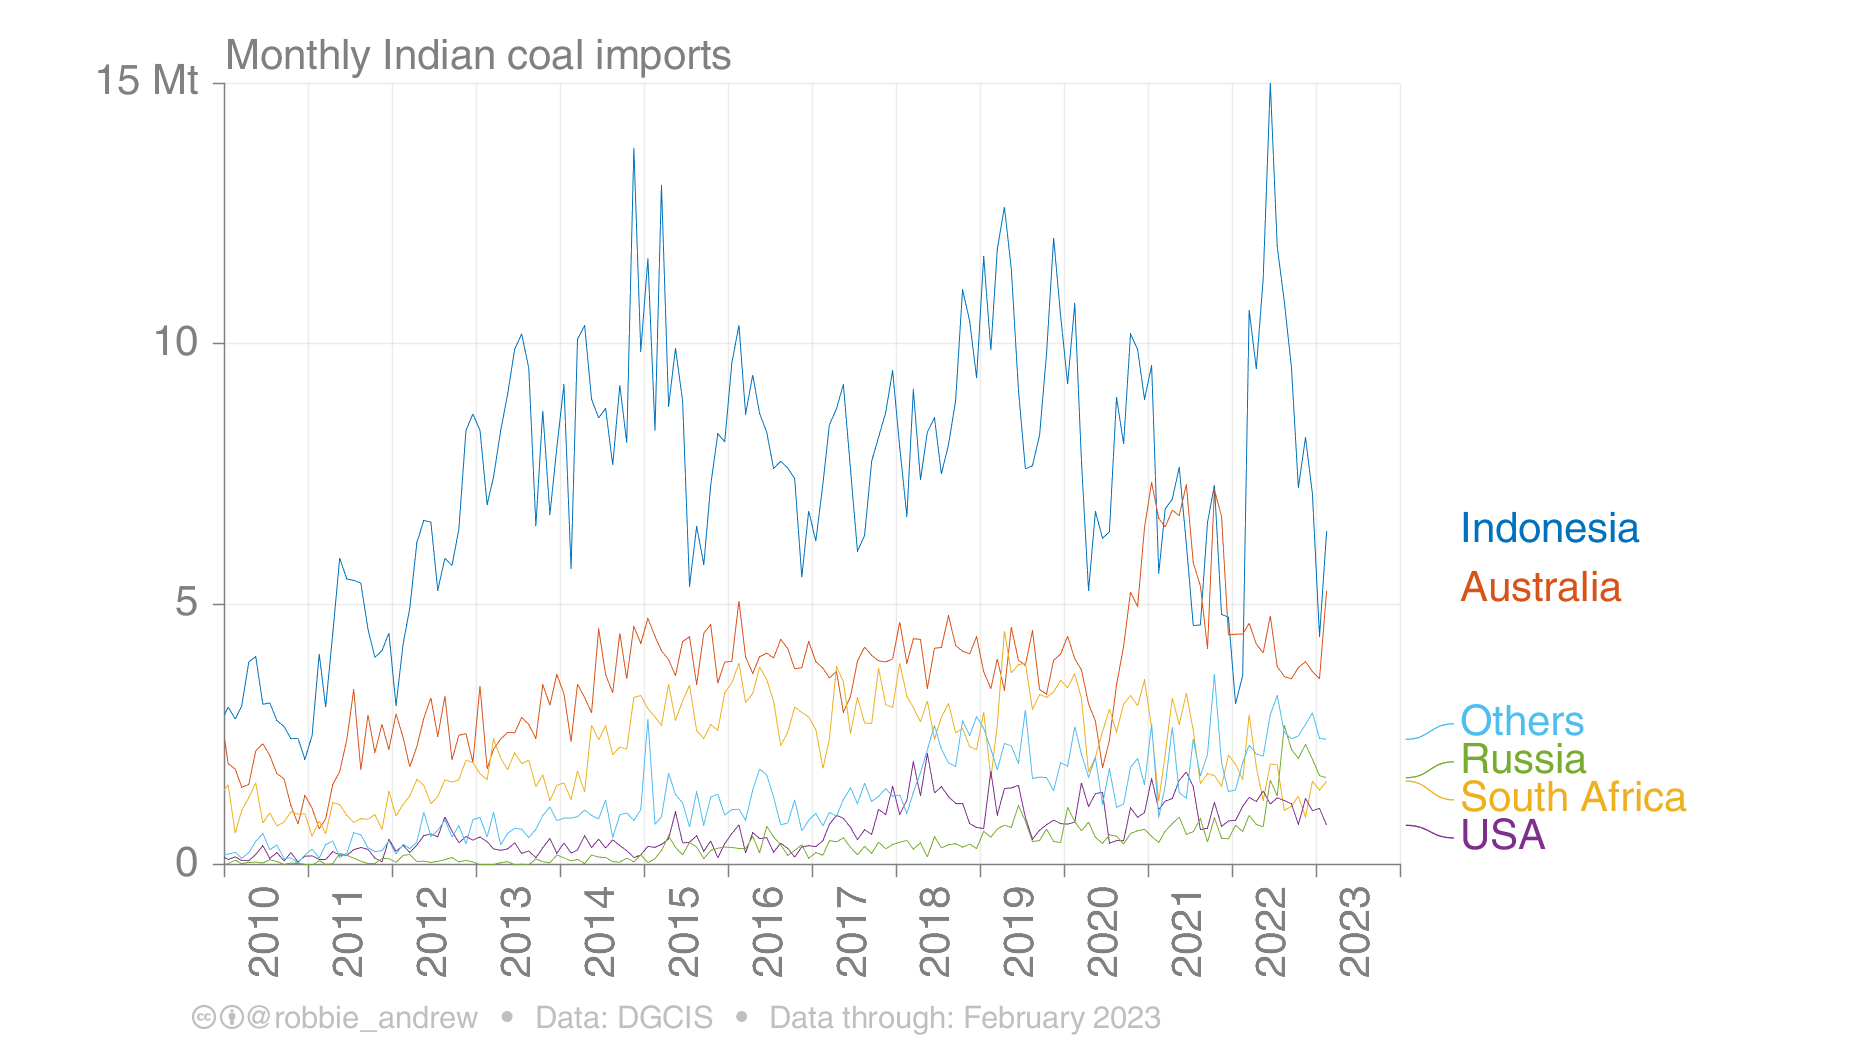 Monthly Indian coal imports
15 Mt
10
5
0
Indonesia
Australia
Others
Russia
South Africa
USA
2010
2011
2012
2013
2014
2015
2016
2017
2018
2019
2020
2021
2022
2023
cc @robbie_andrew • Data: DGCIS • Data through: February 2023